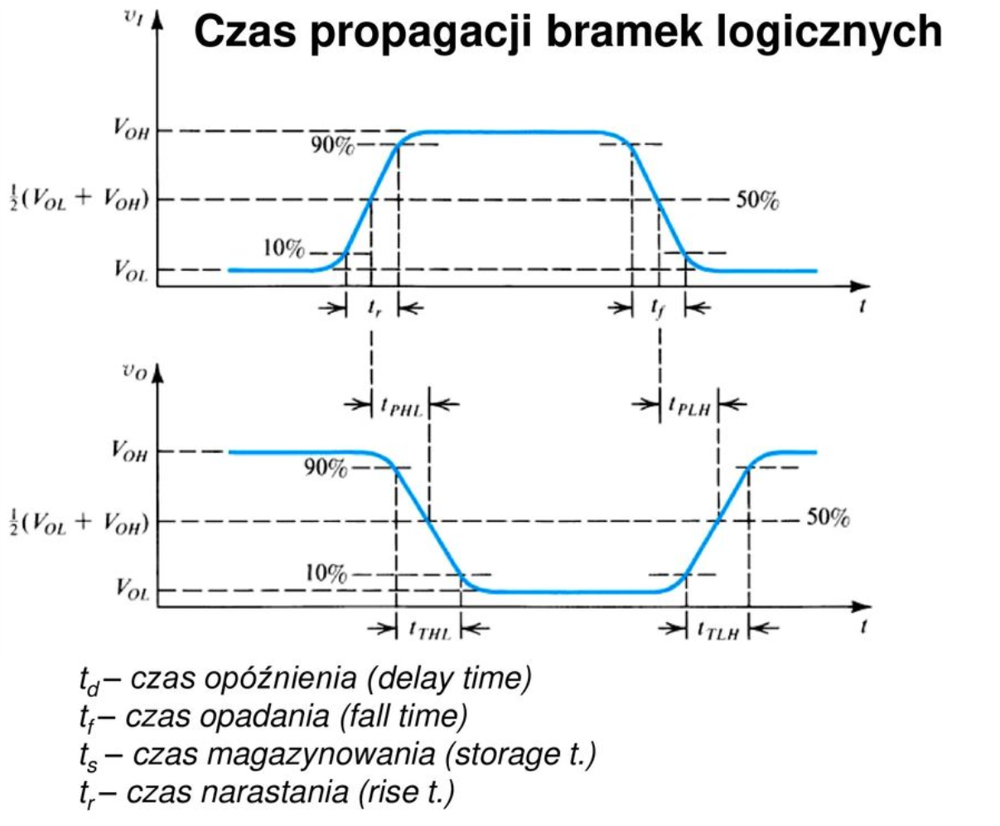 Czas propagacji bramek logicznych
v_I
V_OH
90%
½(V_OL + V_OH)
50%
10%
V_OL
t_r
t_f
t
v_O
t_PHL
t_PLH
V_OH
90%
½(V_OL + V_OH)
50%
10%
V_OL
t_THL
t_TLH
t
t_d – czas opóźnienia (delay time)
t_f – czas opadania (fall time)
t_s – czas magazynowania (storage t.)
t_r – czas narastania (rise t.)